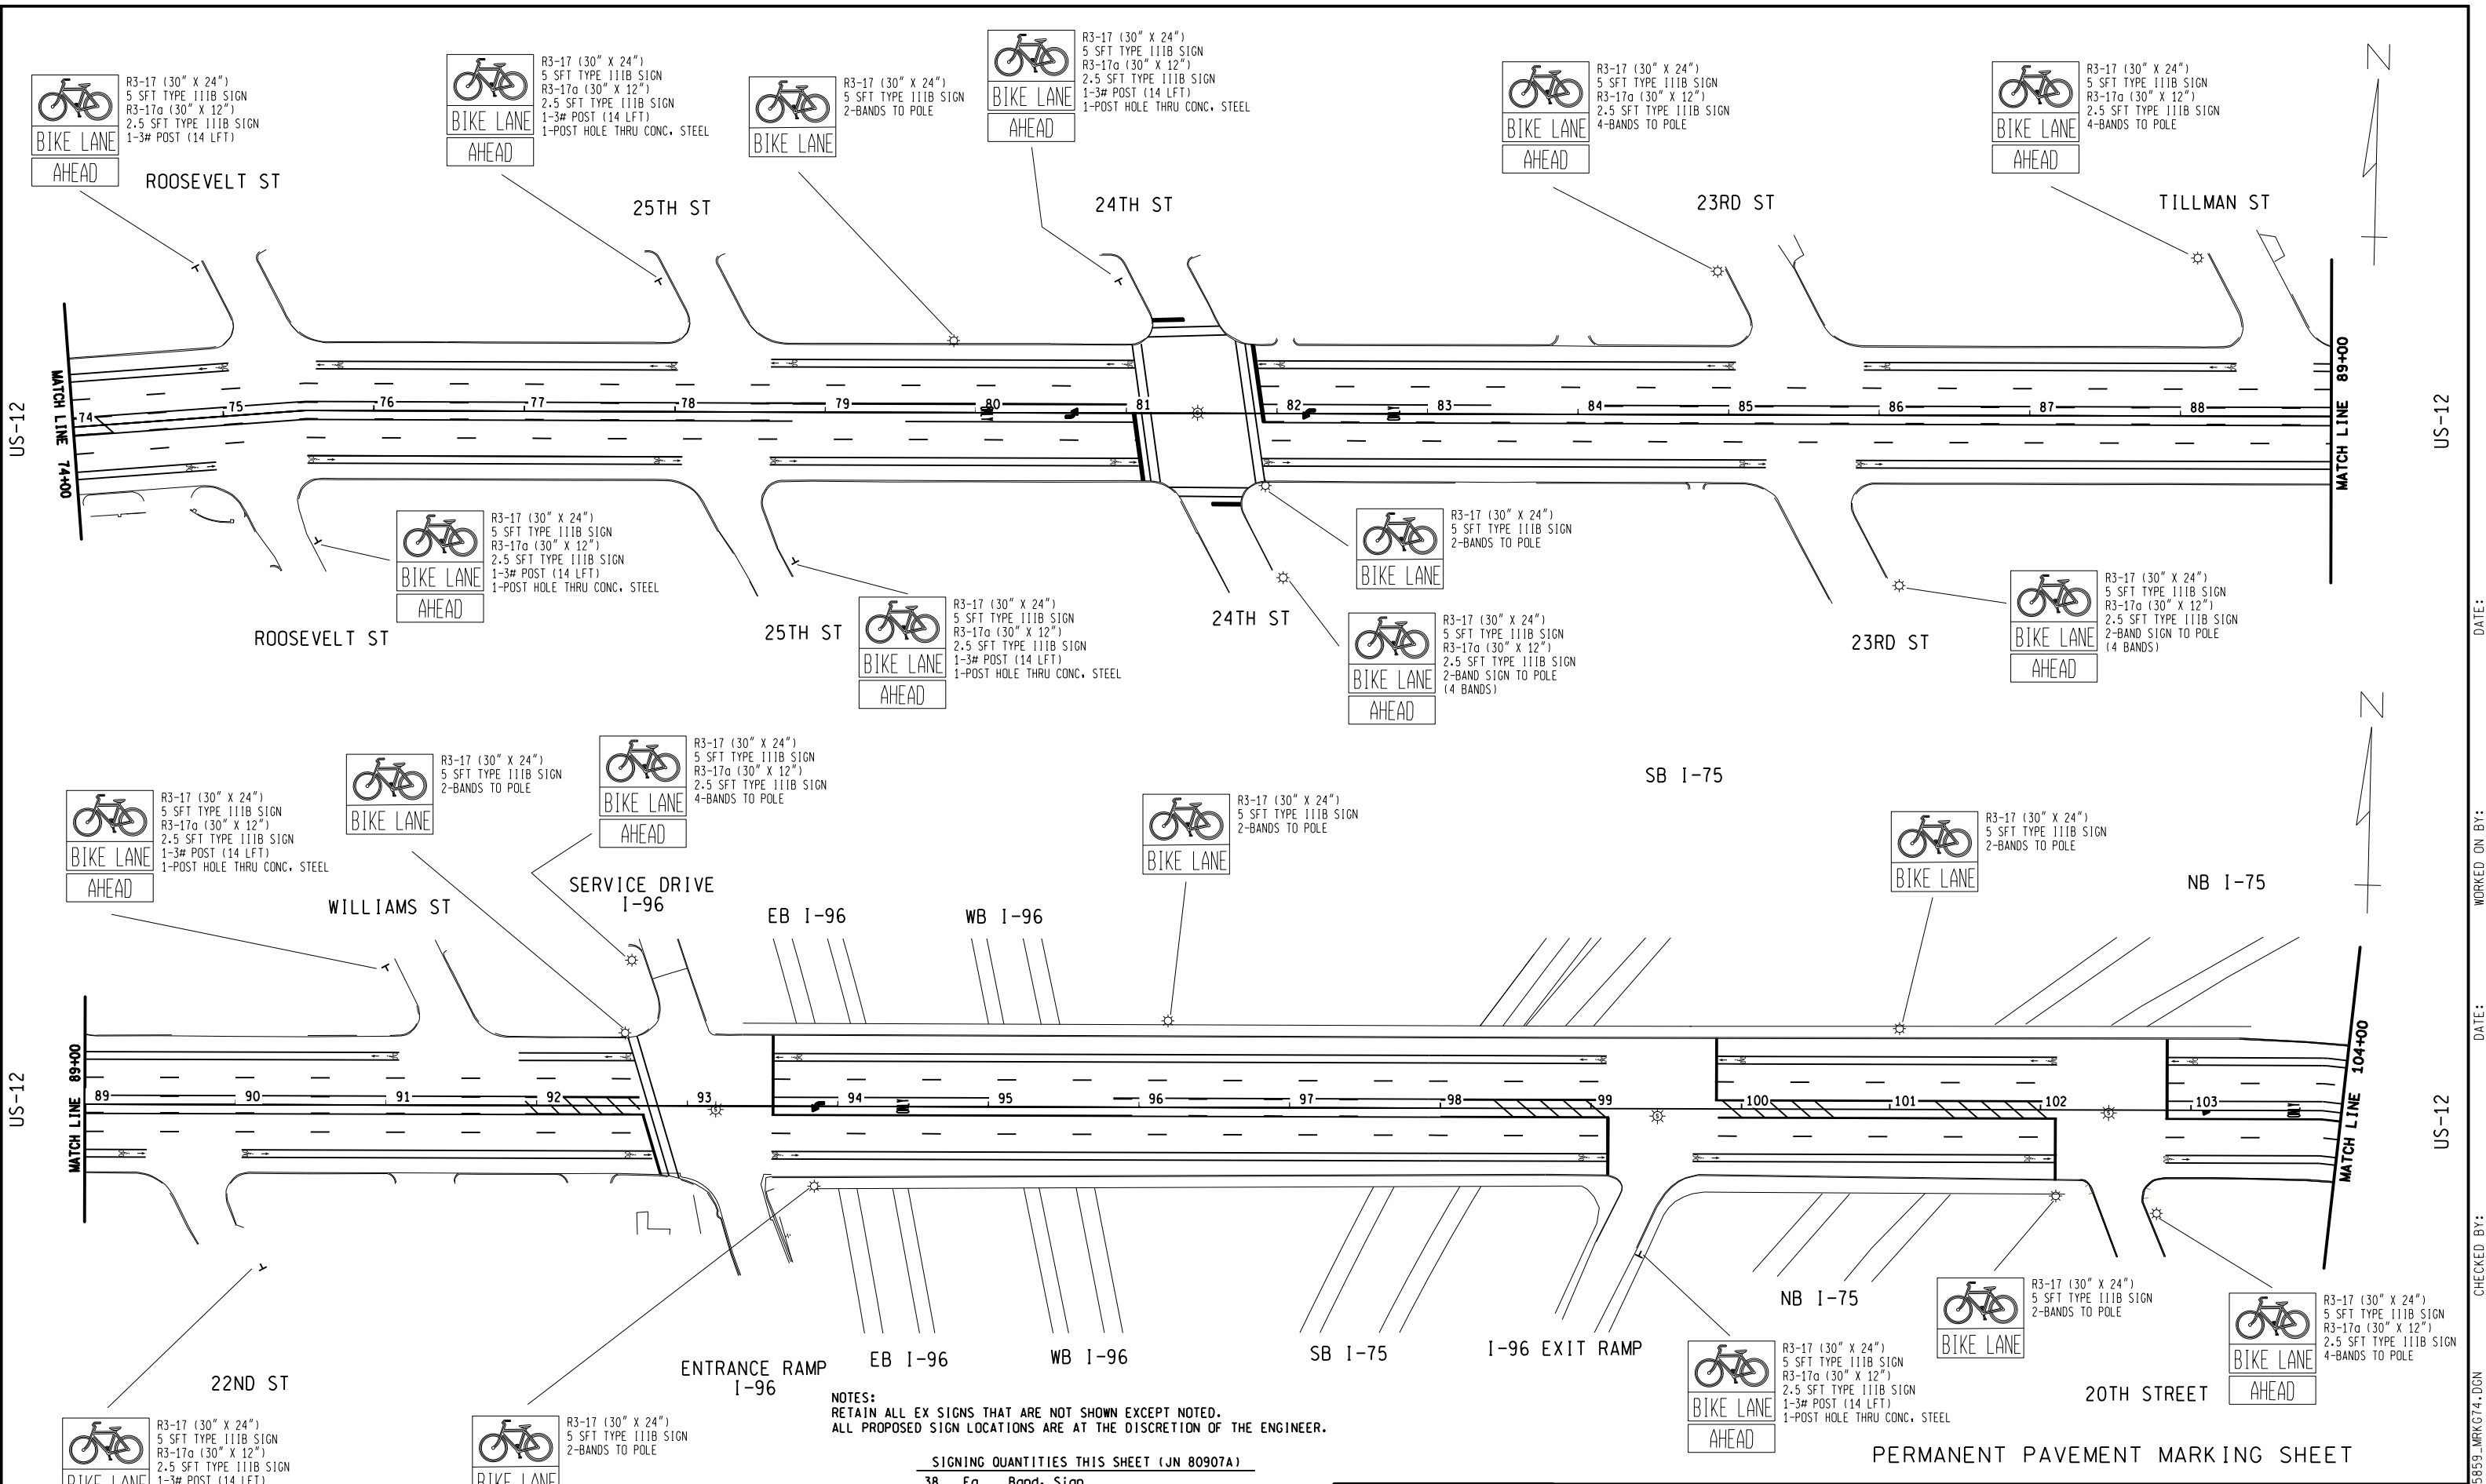 BIKE LANE
AHEAD
R3-17 (30" X 24")
5 SFT TYPE IIIB SIGN
R3-17a (30" X 12")
2.5 SFT TYPE IIIB SIGN
1-3# POST (14 LFT)
ROOSEVELT ST
BIKE LANE
AHEAD
R3-17 (30" X 24")
5 SFT TYPE IIIB SIGN
R3-17a (30" X 12")
2.5 SFT TYPE IIIB SIGN
1-3# POST (14 LFT)
1-POST HOLE THRU CONC. STEEL
25TH ST
BIKE LANE
R3-17 (30" X 24")
5 SFT TYPE IIIB SIGN
2-BANDS TO POLE
BIKE LANE
AHEAD
R3-17 (30" X 24")
5 SFT TYPE IIIB SIGN
R3-17a (30" X 12")
2.5 SFT TYPE IIIB SIGN
1-3# POST (14 LFT)
1-POST HOLE THRU CONC. STEEL
24TH ST
BIKE LANE
AHEAD
R3-17 (30" X 24")
5 SFT TYPE IIIB SIGN
R3-17a (30" X 12")
2.5 SFT TYPE IIIB SIGN
4-BANDS TO POLE
23RD ST
BIKE LANE
AHEAD
R3-17 (30" X 24")
5 SFT TYPE IIIB SIGN
R3-17a (30" X 12")
2.5 SFT TYPE IIIB SIGN
4-BANDS TO POLE
TILLMAN ST
N
US-12
MATCH LINE 74+00
74 75 76 77 78 79 80 81 82 83 84 85 86 87 88
ONLY
ONLY
MATCH LINE 89+00
US-12
BIKE LANE
AHEAD
R3-17 (30" X 24")
5 SFT TYPE IIIB SIGN
R3-17a (30" X 12")
2.5 SFT TYPE IIIB SIGN
1-3# POST (14 LFT)
1-POST HOLE THRU CONC. STEEL
ROOSEVELT ST
25TH ST
BIKE LANE
AHEAD
R3-17 (30" X 24")
5 SFT TYPE IIIB SIGN
R3-17a (30" X 12")
2.5 SFT TYPE IIIB SIGN
1-3# POST (14 LFT)
1-POST HOLE THRU CONC. STEEL
24TH ST
BIKE LANE
R3-17 (30" X 24")
5 SFT TYPE IIIB SIGN
2-BANDS TO POLE
BIKE LANE
AHEAD
R3-17 (30" X 24")
5 SFT TYPE IIIB SIGN
R3-17a (30" X 12")
2.5 SFT TYPE IIIB SIGN
2-BAND SIGN TO POLE
(4 BANDS)
23RD ST
BIKE LANE
AHEAD
R3-17 (30" X 24")
5 SFT TYPE IIIB SIGN
R3-17a (30" X 12")
2.5 SFT TYPE IIIB SIGN
2-BAND SIGN TO POLE
(4 BANDS)
BIKE LANE
AHEAD
R3-17 (30" X 24")
5 SFT TYPE IIIB SIGN
R3-17a (30" X 12")
2.5 SFT TYPE IIIB SIGN
1-3# POST (14 LFT)
1-POST HOLE THRU CONC. STEEL
WILLIAMS ST
BIKE LANE
R3-17 (30" X 24")
5 SFT TYPE IIIB SIGN
2-BANDS TO POLE
BIKE LANE
AHEAD
R3-17 (30" X 24")
5 SFT TYPE IIIB SIGN
R3-17a (30" X 12")
2.5 SFT TYPE IIIB SIGN
4-BANDS TO POLE
SERVICE DRIVE
I-96
EB I-96
WB I-96
BIKE LANE
R3-17 (30" X 24")
5 SFT TYPE IIIB SIGN
2-BANDS TO POLE
SB I-75
BIKE LANE
R3-17 (30" X 24")
5 SFT TYPE IIIB SIGN
2-BANDS TO POLE
NB I-75
N
US-12
MATCH LINE 89+00
89 90 91 92 93 94 95 96 97 98 99 100 101 102 103
ONLY
ONLY
MATCH LINE 104+00
US-12
22ND ST
BIKE LANE
R3-17 (30" X 24")
5 SFT TYPE IIIB SIGN
R3-17a (30" X 12")
2.5 SFT TYPE IIIB SIGN
1-3# POST (14 LFT)
BIKE LANE
R3-17 (30" X 24")
5 SFT TYPE IIIB SIGN
2-BANDS TO POLE
ENTRANCE RAMP
I-96
EB I-96
WB I-96
SB I-75
I-96 EXIT RAMP
BIKE LANE
AHEAD
R3-17 (30" X 24")
5 SFT TYPE IIIB SIGN
R3-17a (30" X 12")
2.5 SFT TYPE IIIB SIGN
1-3# POST (14 LFT)
1-POST HOLE THRU CONC. STEEL
NB I-75
BIKE LANE
R3-17 (30" X 24")
5 SFT TYPE IIIB SIGN
2-BANDS TO POLE
20TH STREET
BIKE LANE
AHEAD
R3-17 (30" X 24")
5 SFT TYPE IIIB SIGN
R3-17a (30" X 12")
2.5 SFT TYPE IIIB SIGN
4-BANDS TO POLE
NOTES:
RETAIN ALL EX SIGNS THAT ARE NOT SHOWN EXCEPT NOTED.
ALL PROPOSED SIGN LOCATIONS ARE AT THE DISCRETION OF THE ENGINEER.
SIGNING QUANTITIES THIS SHEET (JN 80907A)
38 Ea Band, Sign
PERMANENT PAVEMENT MARKING SHEET
DATE:
WORKED ON BY:
DATE:
CHECKED BY:
5859_MRKG74.DGN